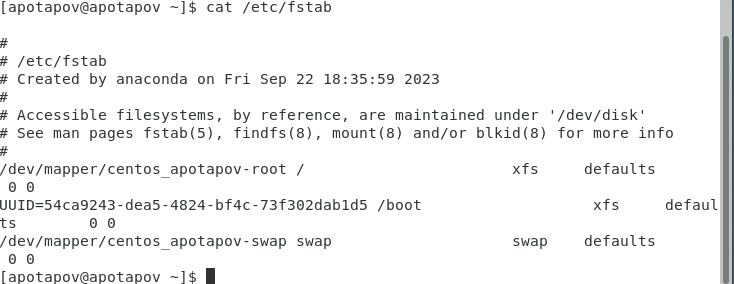 [apotapov@apotapov ~]$ cat /etc/fstab

#
# /etc/fstab
# Created by anaconda on Fri Sep 22 18:35:59 2023
#
# Accessible filesystems, by reference, are maintained under '/dev/disk'
# See man pages fstab(5), findfs(8), mount(8) and/or blkid(8) for more info
#
/dev/mapper/centos_apotapov-root /                       xfs     defaults
 0 0
UUID=54ca9243-dea5-4824-bf4c-73f302dab1d5 /boot                   xfs     defaul
ts        0 0
/dev/mapper/centos_apotapov-swap swap                    swap    defaults
 0 0
[apotapov@apotapov ~]$